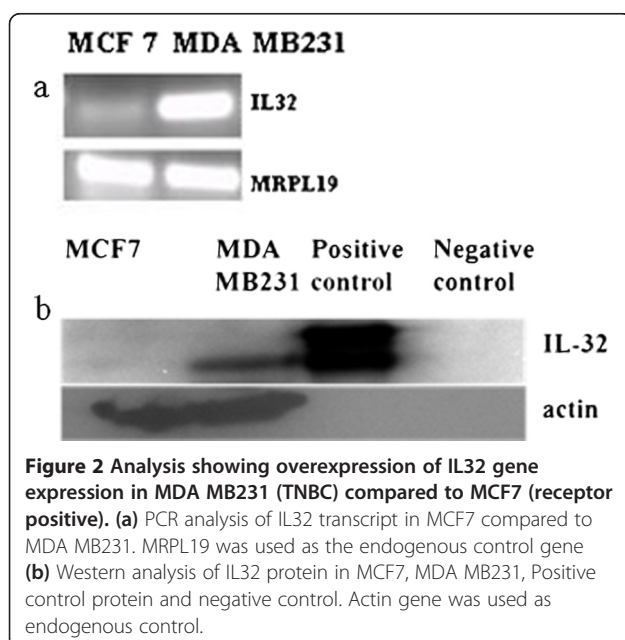 MCF 7 MDA MB231
a
IL32
MRPL19
MCF7 MDA Positive Negative
MB231 control control
b
IL-32
actin
Figure 2 Analysis showing overexpression of IL32 gene
expression in MDA MB231 (TNBC) compared to MCF7 (receptor
positive). (a) PCR analysis of IL32 transcript in MCF7 compared to
MDA MB231. MRPL19 was used as the endogenous control gene
(b) Western analysis of IL32 protein in MCF7, MDA MB231, Positive
control protein and negative control. Actin gene was used as
endogenous control.